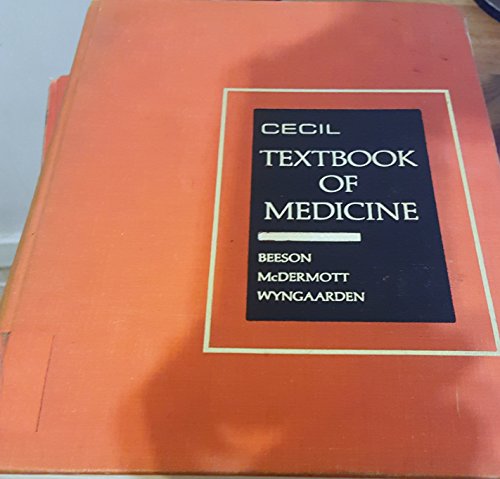 CECIL
TEXTBOOK
OF
MEDICINE
BEESON
McDERMOTT
WYNGAARDEN